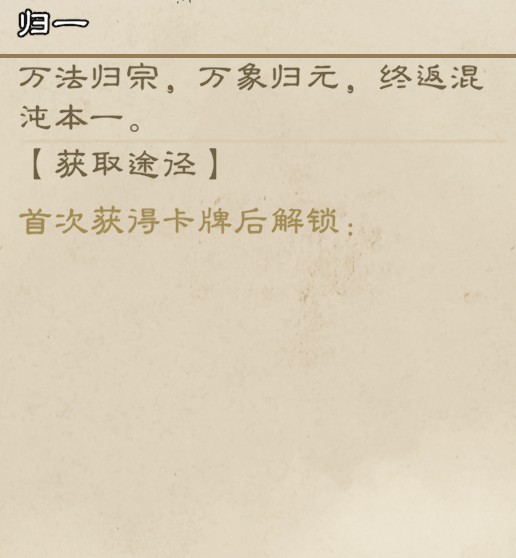 归一
万法归宗，万象归元，终返混
沌本一。
【获取途径】
首次获得卡牌后解锁：